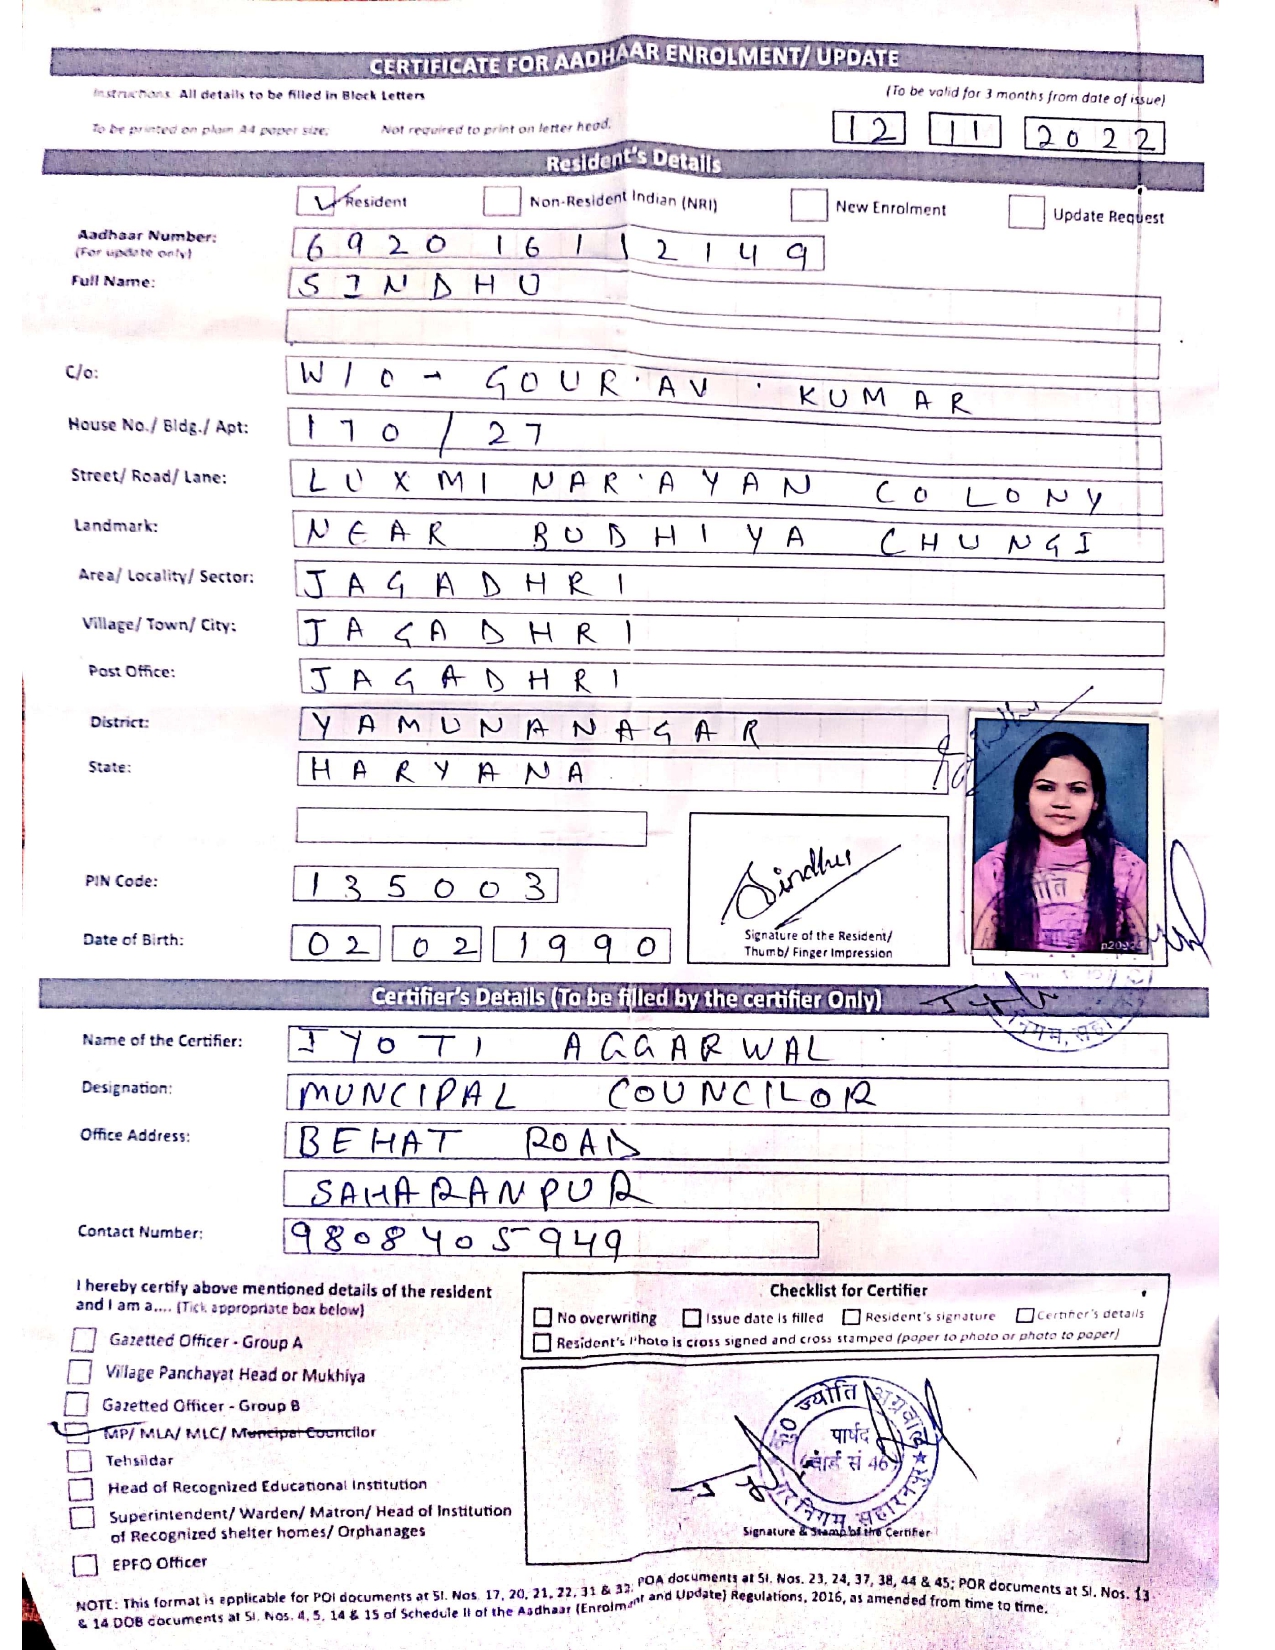 CERTIFICATE FOR AADHAAR ENROLMENT/ UPDATE
Instructions: All details to be filled in Block Letters
(To be valid for 3 months from date of issue)
To be printed on plain A4 paper size; Not required to print on letter head.
12 11 2022
Resident's Details
Resident Non-Resident Indian (NRI) New Enrolment Update Request
Aadhaar Number: 6920 1611 2149
(For update only)
Full Name: SINDHU
C/o: W/O - GOUR.AV . KUMAR
House No./ Bldg./ Apt: 170/27
Street/ Road/ Lane: LUXMI NAR.AYAN COLONY
Landmark: NEAR BUDHIYA CHUNGI
Area/ Locality/ Sector: JAGADHRI
Village/ Town/ City: JAGADHRI
Post Office: JAGADHRI
District: YAMUNANAGAR
State: HARYANA
PIN Code: 135003
Sindhu
Date of Birth: 02 02 1990
Signature of the Resident/
Thumb/ Finger Impression
Certifier's Details (To be filled by the certifier Only)
Name of the Certifier: JYOTI AGGARWAL
Designation: MUNCIPAL COUNCILOR
Office Address: BEHAT ROAD
SAHARANPUR
Contact Number: 9808405949
I hereby certify above mentioned details of the resident
and I am a.... (Tick appropriate box below)
Checklist for Certifier
No overwriting Issue date is filled Resident's signature Certifier's details
Resident's Photo is cross signed and cross stamped (paper to photo or photo to paper)
Gazetted Officer - Group A
Village Panchayat Head or Mukhiya
Gazetted Officer - Group B
MP/ MLA/ MLC/ Muncipal Councilor
Tehsildar
Head of Recognized Educational Institution
Superintendent/ Warden/ Matron/ Head of Institution
of Recognized shelter homes/ Orphanages
EPFO Officer
ज्योति अग्रवाल
पार्षद
वार्ड सं 46
नगर निगम, सहारनपुर
Signature & Stamp of the Certifier
NOTE: This format is applicable for POI documents at Sl. Nos. 17, 20, 21, 22, 31 & 32; POA documents at Sl. Nos. 23, 24, 37, 38, 44 & 45; POR documents at Sl. Nos. 13
& 14 DOB documents at Sl. Nos. 4, 5, 14 & 15 of Schedule II of the Aadhaar (Enrolment and Update) Regulations, 2016, as amended from time to time.